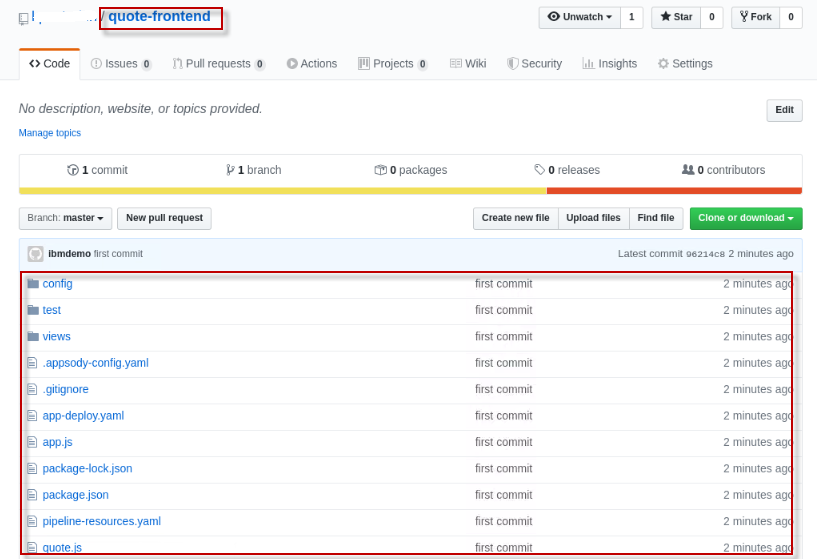 / quote-frontend
Unwatch 1 Star 0 Fork 0
Code Issues 0 Pull requests 0 Actions Projects 0 Wiki Security Insights Settings
No description, website, or topics provided. Edit
Manage topics
1 commit 1 branch 0 packages 0 releases 0 contributors
Branch: master New pull request Create new file Upload files Find file Clone or download
ibmdemo first commit Latest commit 96214c8 2 minutes ago
config first commit 2 minutes ago
test first commit 2 minutes ago
views first commit 2 minutes ago
.appsody-config.yaml first commit 2 minutes ago
.gitignore first commit 2 minutes ago
app-deploy.yaml first commit 2 minutes ago
app.js first commit 2 minutes ago
package-lock.json first commit 2 minutes ago
package.json first commit 2 minutes ago
pipeline-resources.yaml first commit 2 minutes ago
quote.js first commit 2 minutes ago